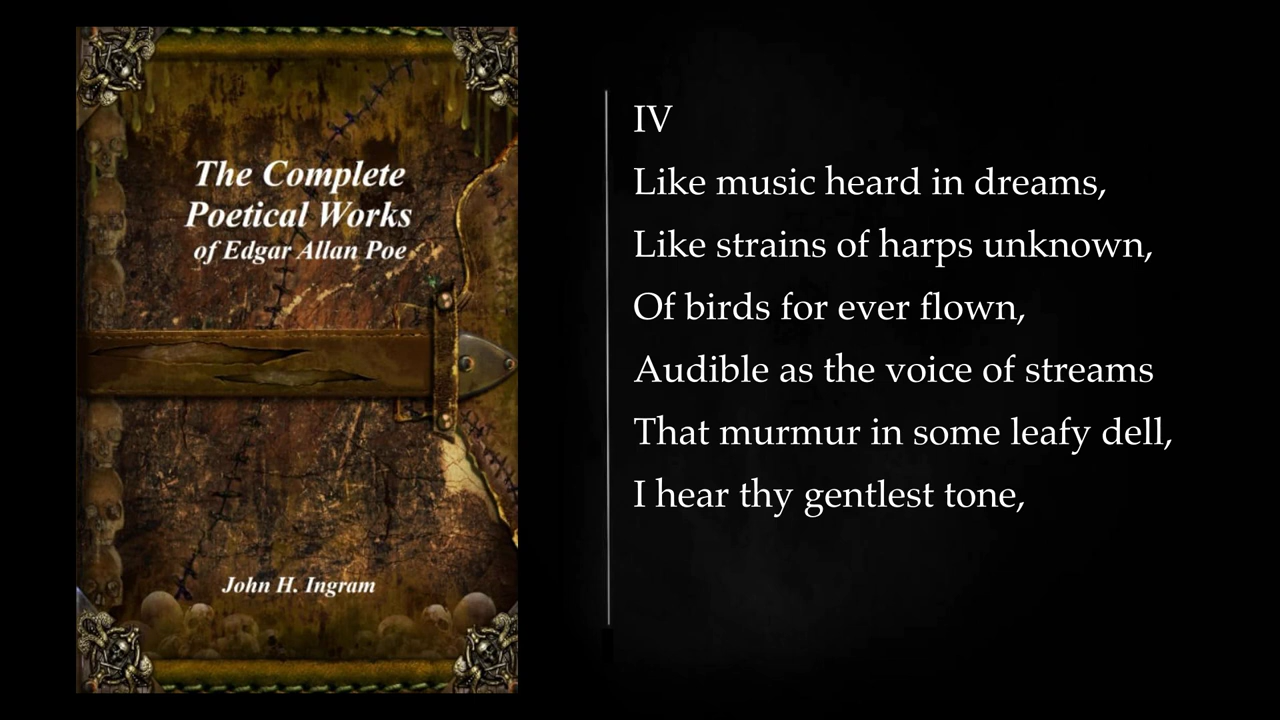 The Complete
Poetical Works
of Edgar Allan Poe
John H. Ingram
IV
Like music heard in dreams,
Like strains of harps unknown,
Of birds for ever flown,
Audible as the voice of streams
That murmur in some leafy dell,
I hear thy gentlest tone,